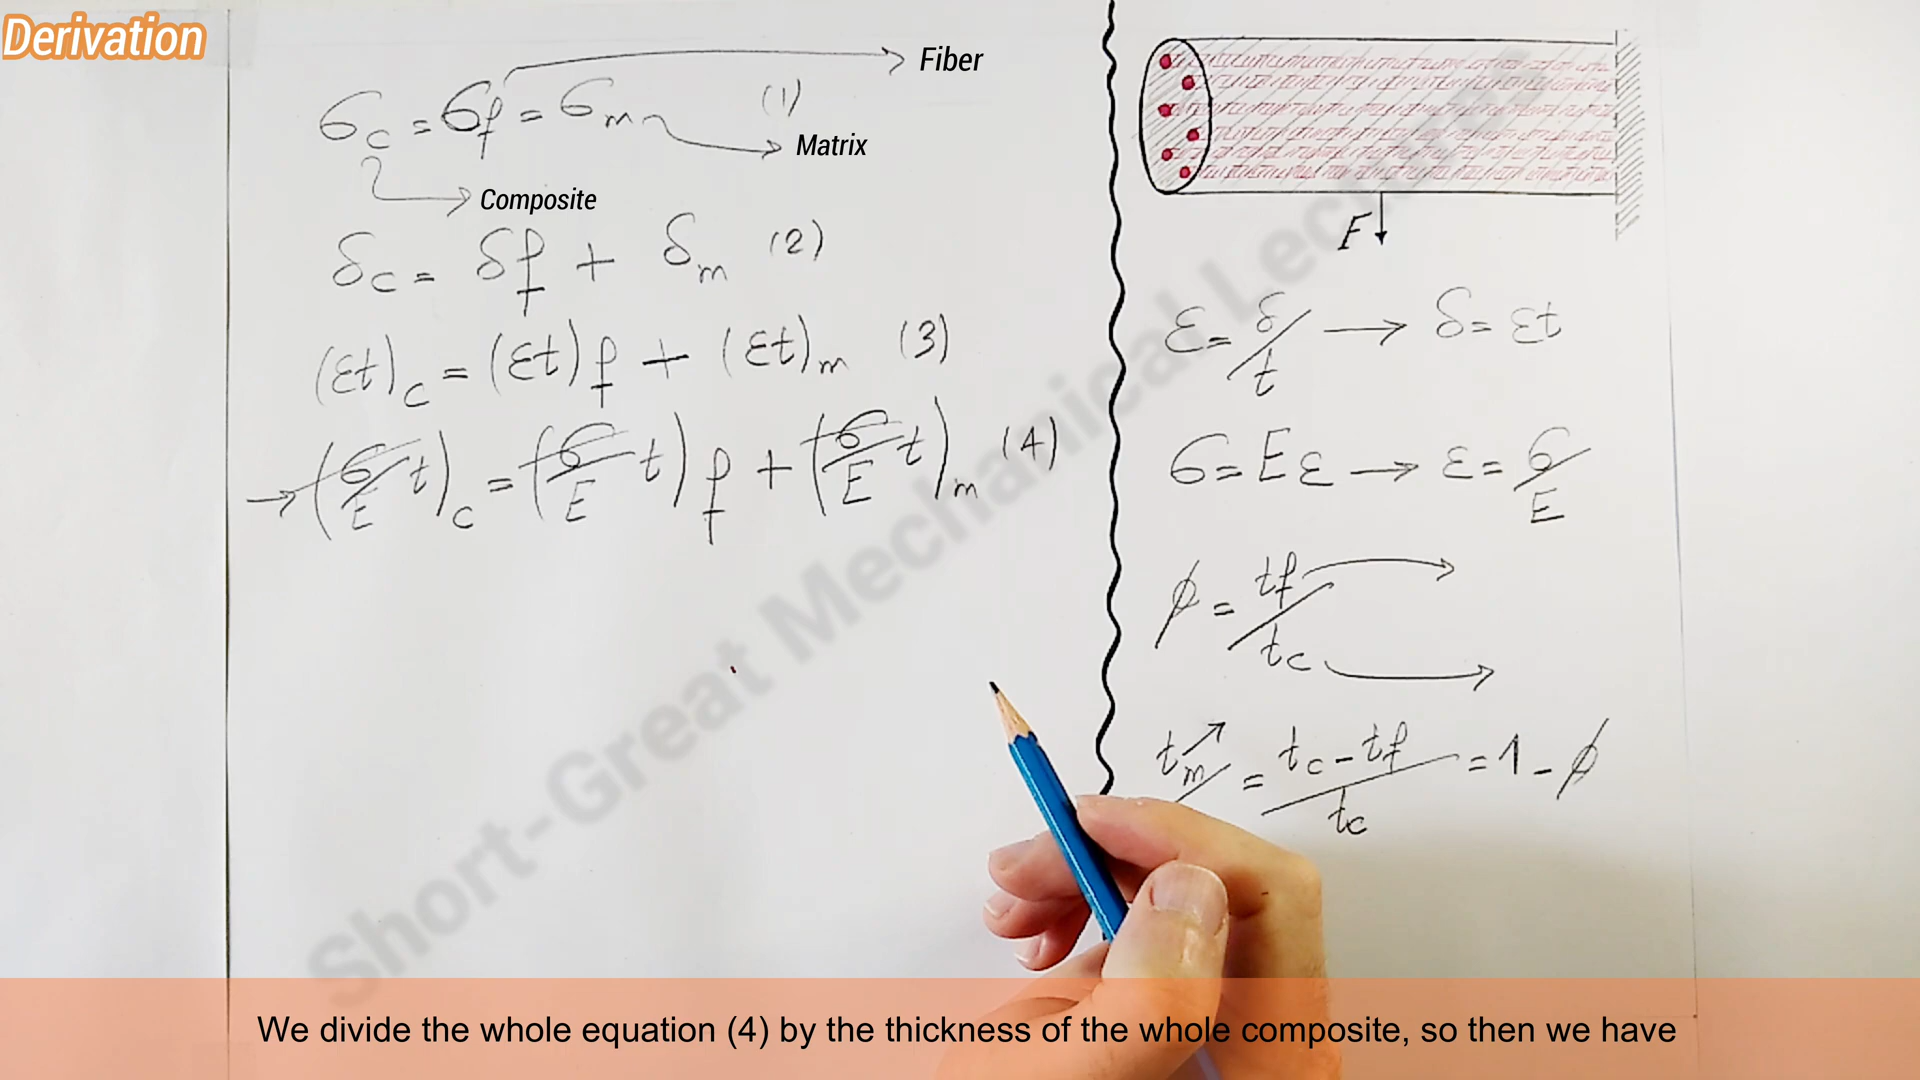 Derivation
Fiber
σc = σf = σm (1)
Matrix
Composite
δc = δf + δm (2)
(εt)c = (εt)f + (εt)m (3)
→ (σ/E t)c = (σ/E t)f + (σ/E t)m (4)
F
ε = δ/t → δ = εt
σ = Eε → ε = σ/E
φ = tf/tc
tm/ = tc - tf/tc = 1 - φ
Short-Great Mechanical Lectures
We divide the whole equation (4) by the thickness of the whole composite, so then we have